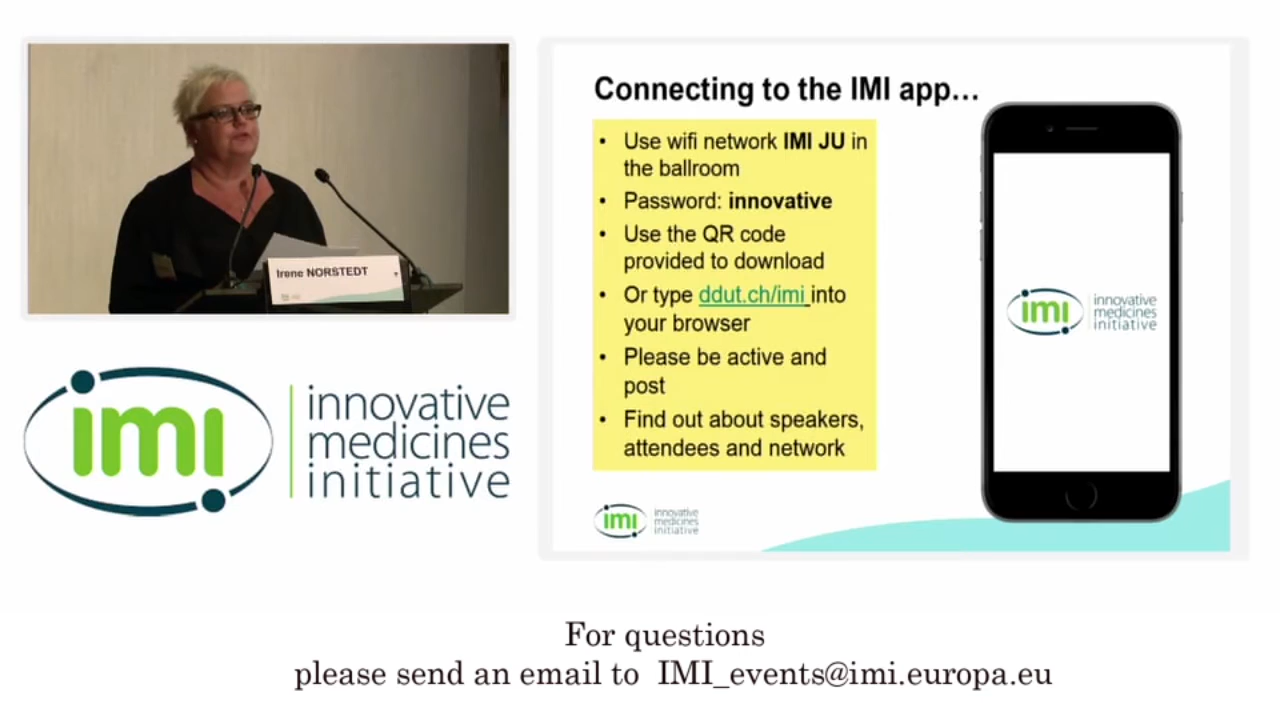 Irene NORSTEDT
imi
innovative
medicines
initiative
Connecting to the IMI app…
• Use wifi network IMI JU in
the ballroom
• Password: innovative
• Use the QR code
provided to download
• Or type ddut.ch/imi into
your browser
• Please be active and
post
• Find out about speakers,
attendees and network
imi
innovative
medicines
initiative
imi
innovative
medicines
initiative
For questions
please send an email to IMI_events@imi.europa.eu